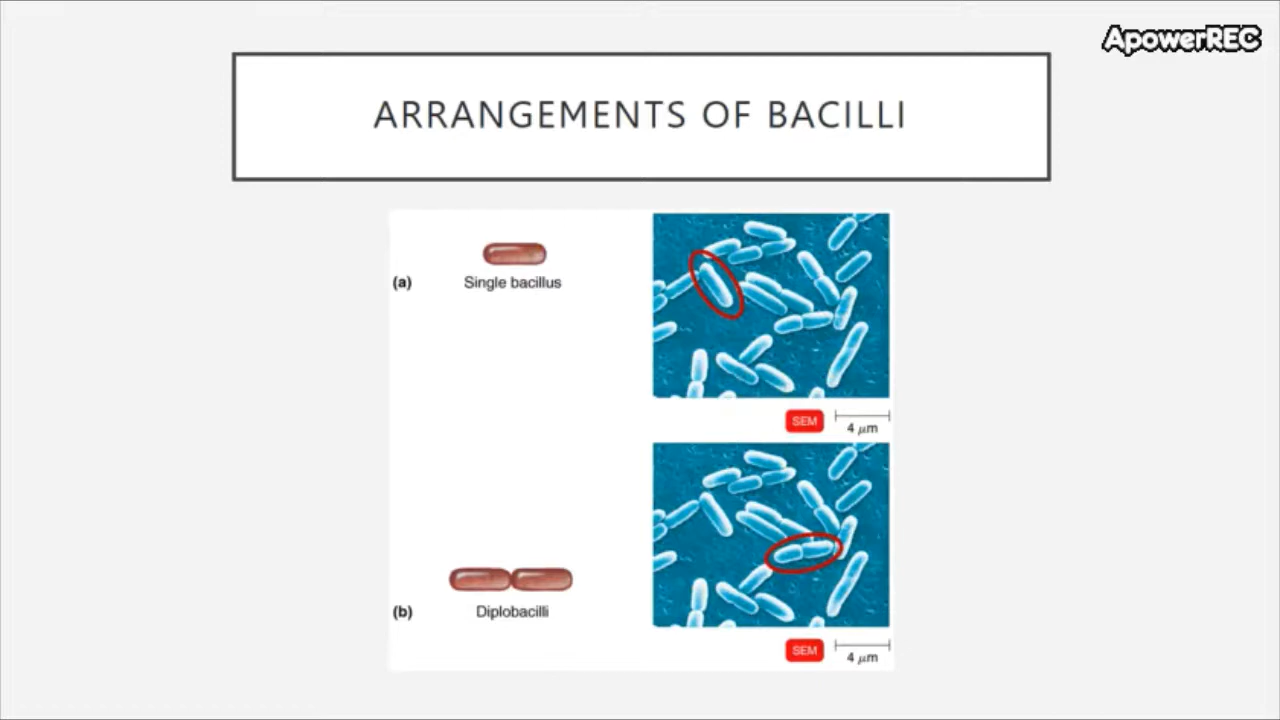 ApowerREC
ARRANGEMENTS OF BACILLI
(a)
Single bacillus
SEM
4 μm
(b)
Diplobacilli
SEM
4 μm